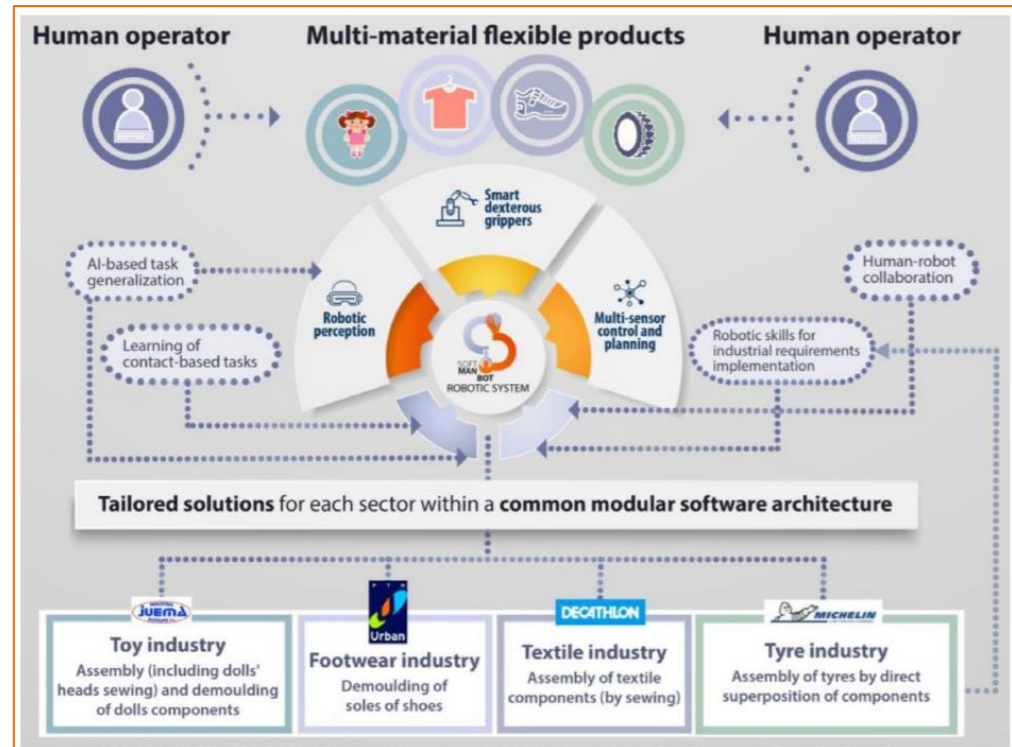 Human operator
Multi-material flexible products
Human operator
Smart
dexterous
grippers
AI-based task
generalization
Human-robot
collaboration
Robotic
perception
Multi-sensor
control and
planning
Learning of
contact-based tasks
Robotic skills for
industrial requirements
implementation
SOFT
MAN
BOT
ROBOTIC SYSTEM
Tailored solutions for each sector within a common modular software architecture
JUEMA
Toy industry
Assembly (including dolls'
heads sewing) and demoulding
of dolls components
Urban
Footwear industry
Demoulding of
soles of shoes
DECATHLON
Textile industry
Assembly of textile
components (by sewing)
MICHELIN
Tyre industry
Assembly of tyres by direct
superposition of components